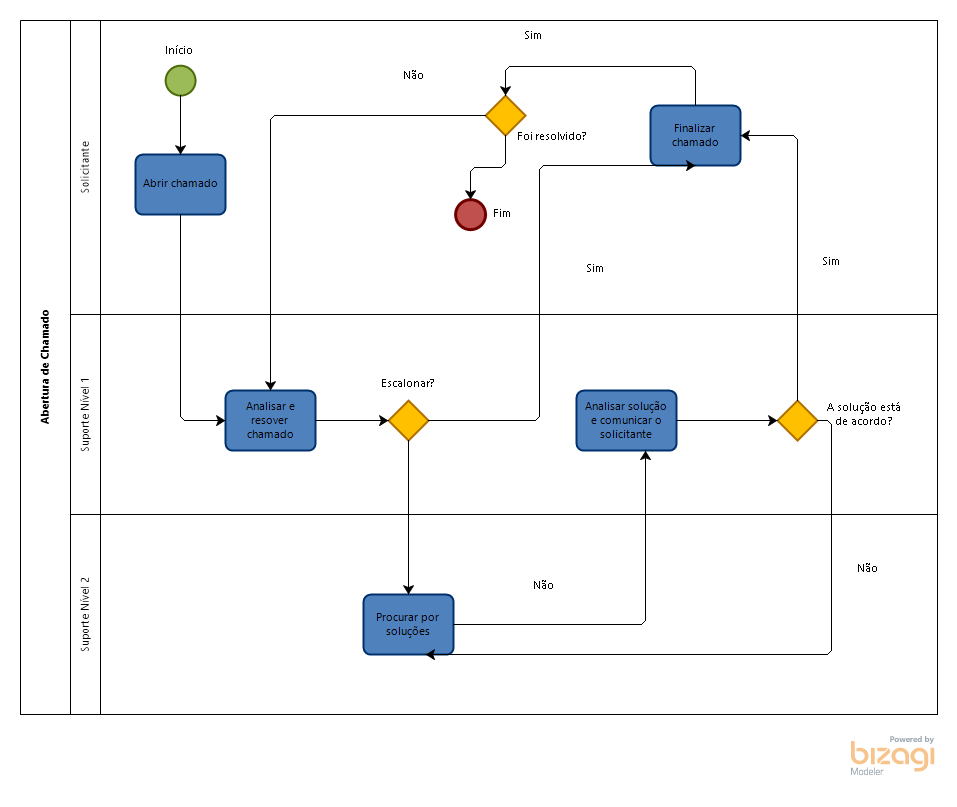 Abertura de Chamado
Solicitante
Início
Abrir chamado
Sim
Não
Foi resolvido?
Finalizar
chamado
Fim
Sim
Sim
Suporte Nível 1
Analisar e
resover
chamado
Escalonar?
Analisar solução
e comunicar o
solicitante
A solução está
de acordo?
Suporte Nível 2
Procurar por
soluções
Não
Não
Powered by
bizagi
Modeler